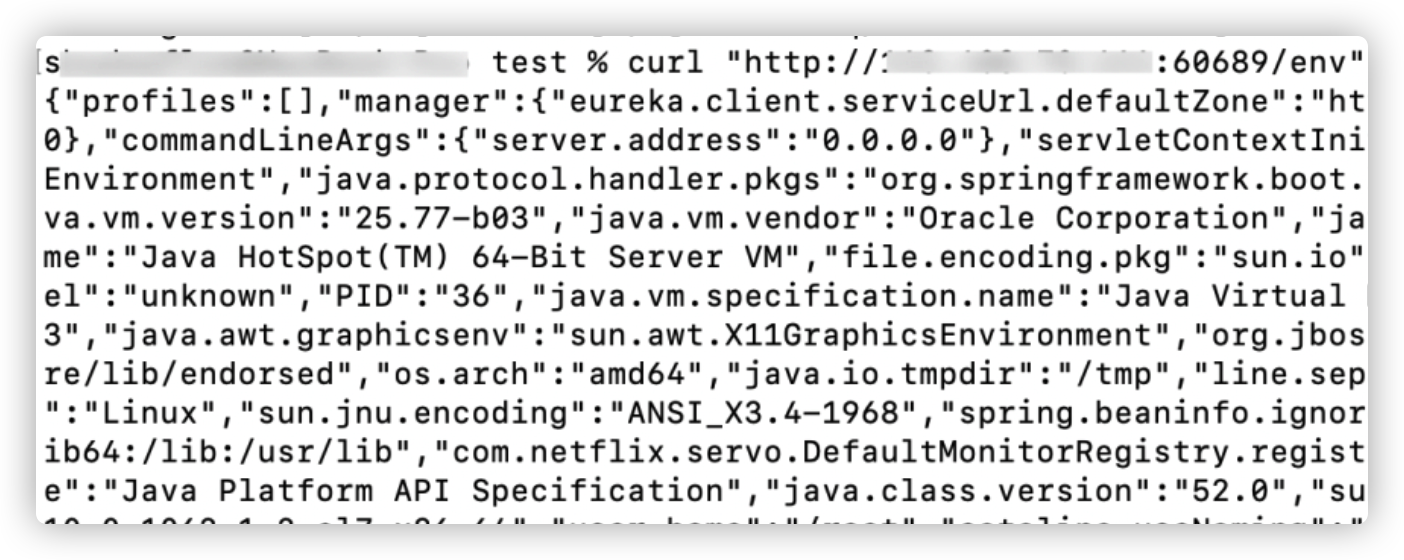 test % curl "http:// :60689/env"
{"profiles":[],"manager":{"eureka.client.serviceUrl.defaultZone":"ht
0},"commandLineArgs":{"server.address":"0.0.0.0"},"servletContextIni
Environment","java.protocol.handler.pkgs":"org.springframework.boot.
va.vm.version":"25.77-b03","java.vm.vendor":"Oracle Corporation","ja
me":"Java HotSpot(TM) 64-Bit Server VM","file.encoding.pkg":"sun.io"
el":"unknown","PID":"36","java.vm.specification.name":"Java Virtual
3","java.awt.graphicsenv":"sun.awt.X11GraphicsEnvironment","org.jbos
re/lib/endorsed","os.arch":"amd64","java.io.tmpdir":"/tmp","line.sep
":"Linux","sun.jnu.encoding":"ANSI_X3.4-1968","spring.beaninfo.ignor
ib64:/lib:/usr/lib","com.netflix.servo.DefaultMonitorRegistry.regist
e":"Java Platform API Specification","java.class.version":"52.0","su